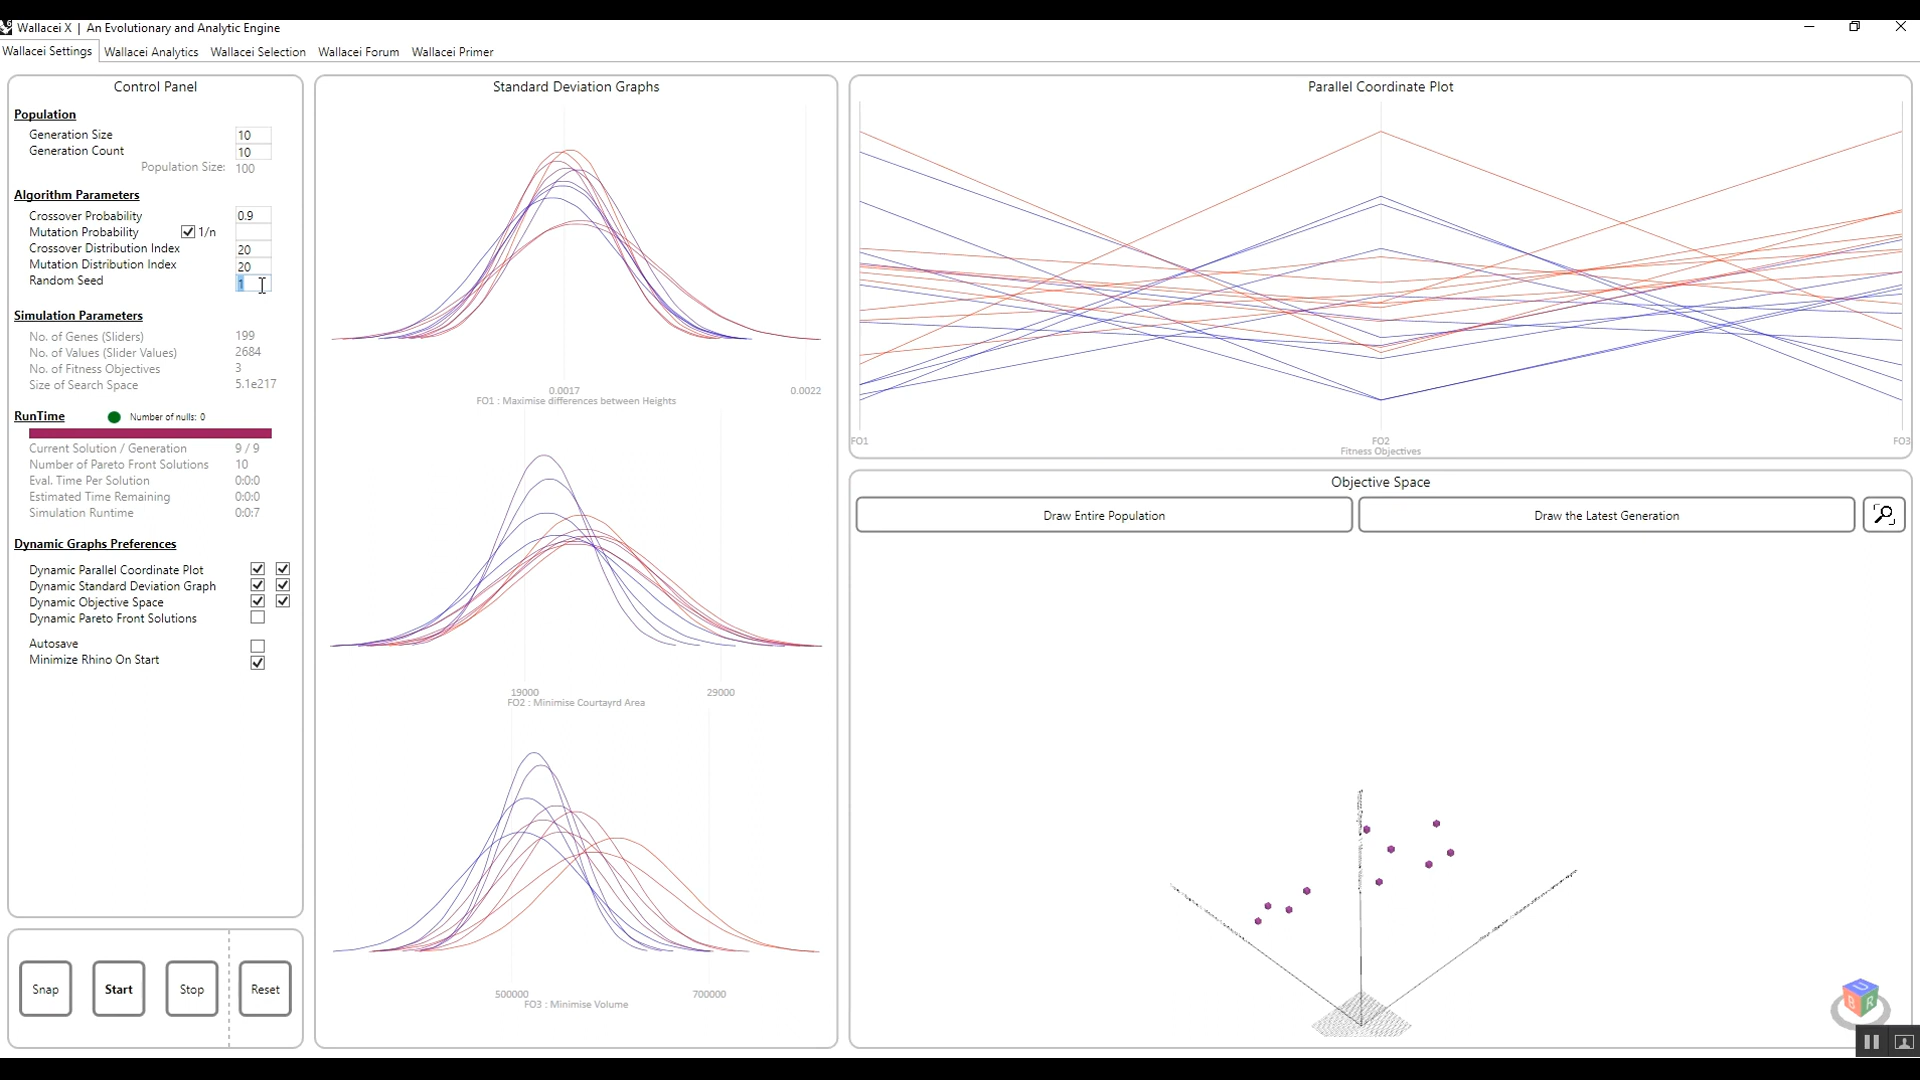 Wallacei X | An Evolutionary and Analytic Engine
Wallacei Settings Wallacei Analytics Wallacei Selection Wallacei Forum Wallacei Primer
Control Panel
Population
Generation Size 10
Generation Count 10
Population Size: 100
Algorithm Parameters
Crossover Probability 0.9
Mutation Probability 1/n
Crossover Distribution Index 20
Mutation Distribution Index 20
Random Seed 1
Simulation Parameters
No. of Genes (Sliders) 199
No. of Values (Slider Values) 2684
No. of Fitness Objectives 3
Size of Search Space 5.1e217
RunTime Number of nulls: 0
Current Solution / Generation 9 / 9
Number of Pareto Front Solutions 10
Eval. Time Per Solution 0:0:0
Estimated Time Remaining 0:0:0
Simulation Runtime 0:0:7
Dynamic Graphs Preferences
Dynamic Parallel Coordinate Plot
Dynamic Standard Deviation Graph
Dynamic Objective Space
Dynamic Pareto Front Solutions
Autosave
Minimize Rhino On Start
Snap Start Stop Reset
Standard Deviation Graphs
0.0017 0.0022
FO1 : Maximise differences between Heights
19000 29000
FO2 : Minimise Courtayrd Area
500000 700000
FO3 : Minimise Volume
Parallel Coordinate Plot
FO1 FO2 FO3
Fitness Objectives
Objective Space
Draw Entire Population Draw the Latest Generation
U
B R